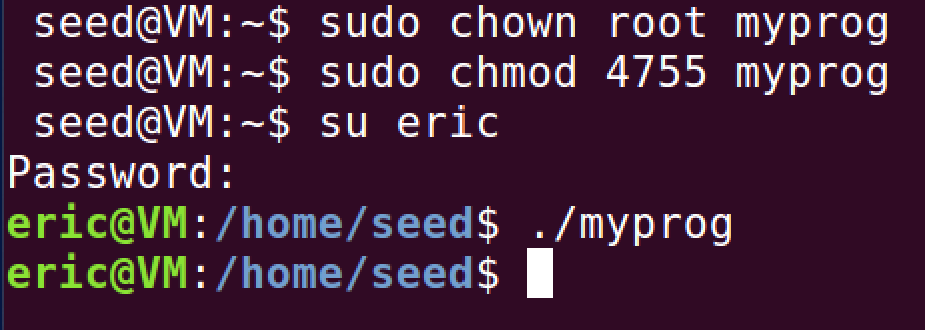 seed@VM:~$ sudo chown root myprog
seed@VM:~$ sudo chmod 4755 myprog
seed@VM:~$ su eric
Password:
eric@VM:/home/seed$ ./myprog
eric@VM:/home/seed$